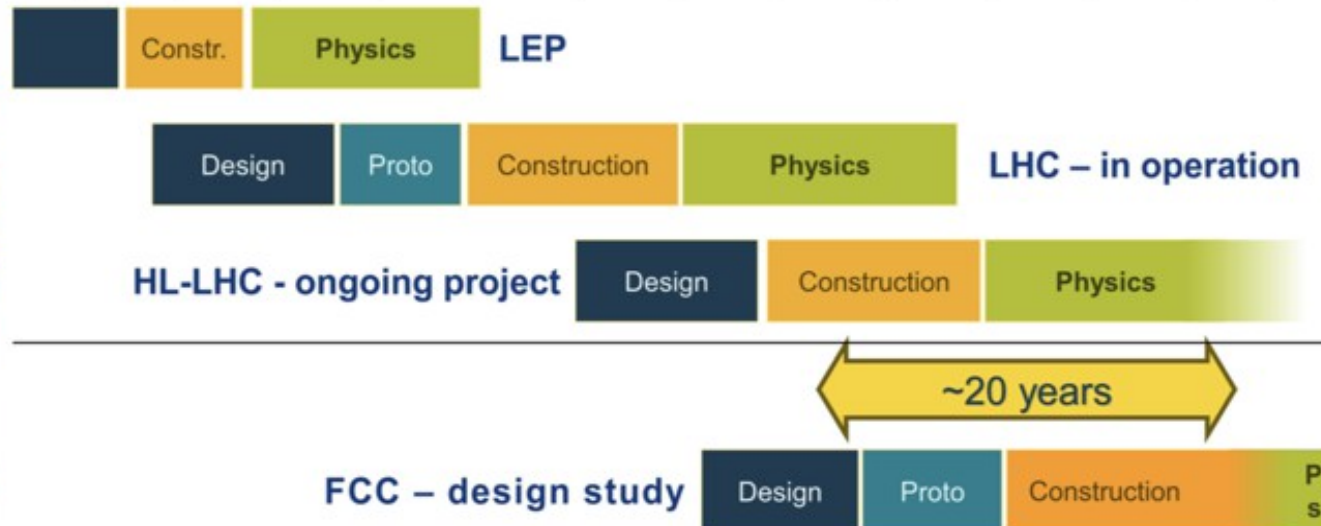 Constr. Physics LEP
Design Proto Construction Physics LHC – in operation
HL-LHC - ongoing project Design Construction Physics
~20 years
FCC – design study Design Proto Construction